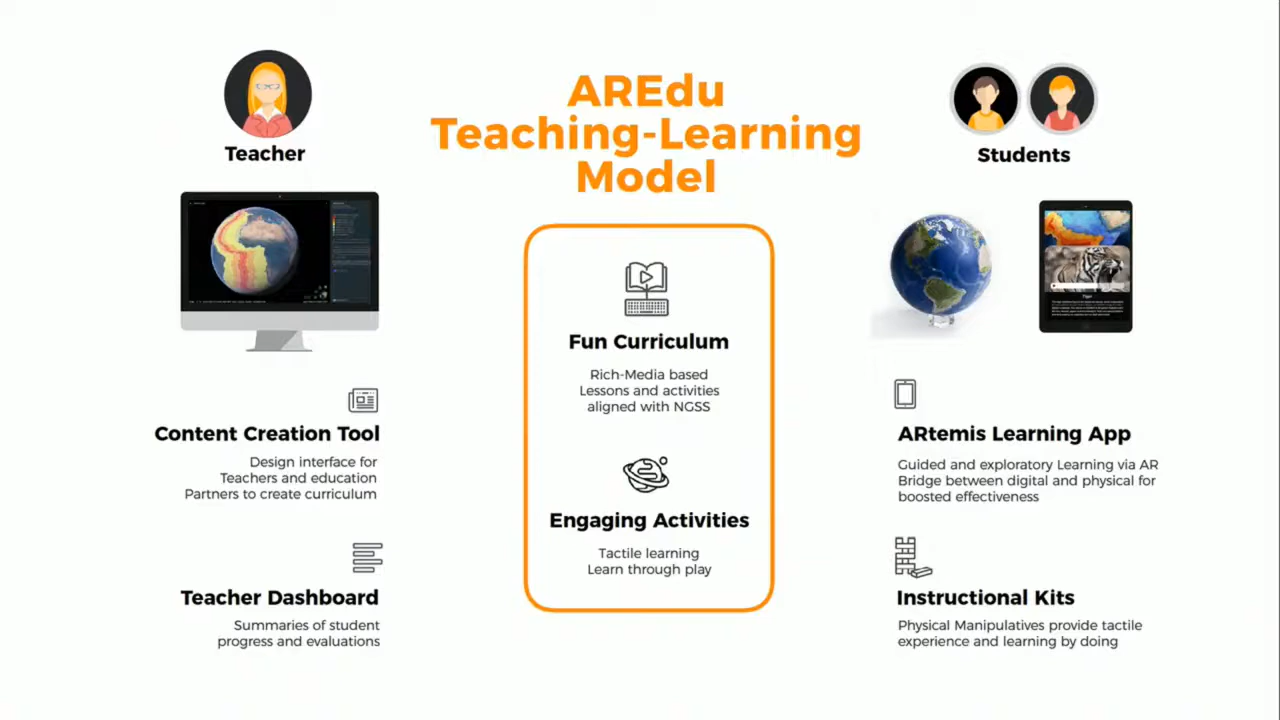 AREdu
Teaching-Learning
Model
Teacher
Students
Fun Curriculum
Rich-Media based
Lessons and activities
aligned with NGSS
Engaging Activities
Tactile learning
Learn through play
Content Creation Tool
Design interface for
Teachers and education
Partners to create curriculum
Teacher Dashboard
Summaries of student
progress and evaluations
ARtemis Learning App
Guided and exploratory Learning via AR
Bridge between digital and physical for
boosted effectiveness
Instructional Kits
Physical Manipulatives provide tactile
experience and learning by doing